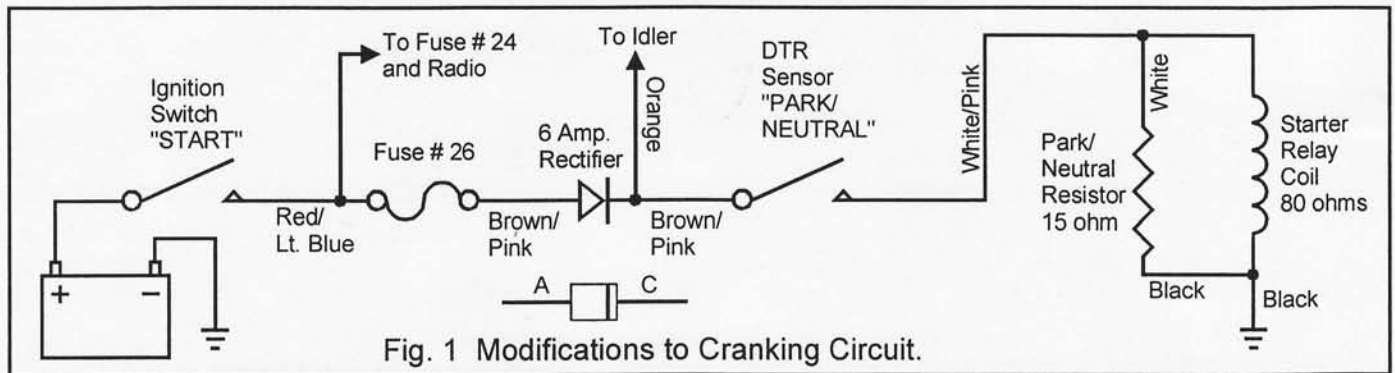 To Fuse # 24
and Radio
To Idler
Orange
DTR
Sensor
"PARK/
NEUTRAL"
White/Pink
White
Ignition
Switch
"START"
Fuse # 26
6 Amp.
Rectifier
Park/
Neutral
Resistor
15 ohm
Starter
Relay
Coil
80 ohms
Red/
Lt. Blue
Brown/
Pink
Brown/
Pink
+ −
A C
Black
Black
Fig. 1 Modifications to Cranking Circuit.